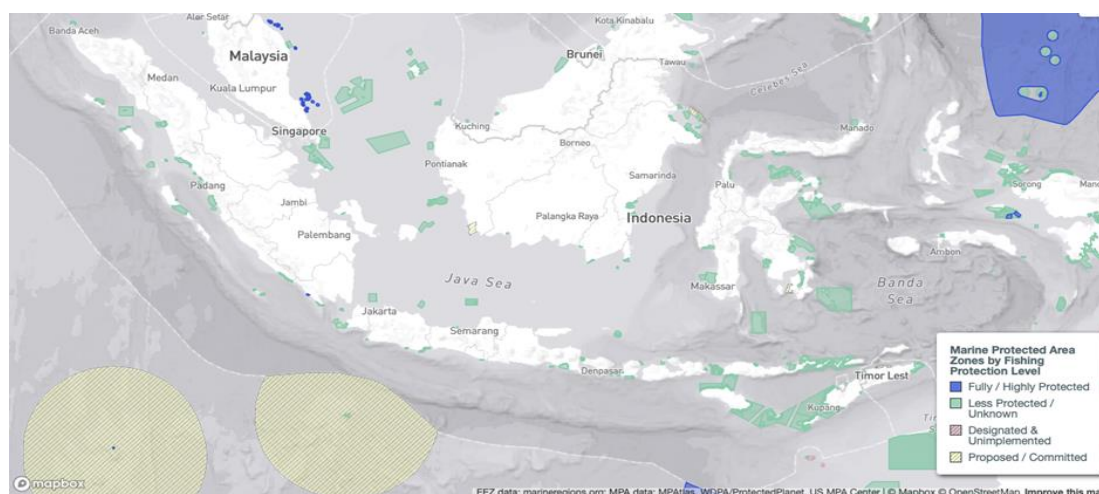 Banda Aceh
Alor Setar
Kota Kinabalu
Malaysia
Brunei
Tawau
Medan
Celebes Sea
Kuala Lumpur
Singapore
Kuching
Manado
Borneo
Pontianak
Samarinda
Palu
Sorong
Padang
Jambi
Palangka Raya
Indonesia
Palembang
Ambon
Java Sea
Makassar
Banda
Sea
Jakarta
Semarang
Denpasar
Timor Lest
Kupang
Marine Protected Area
Zones by Fishing
Protection Level
Fully / Highly Protected
Less Protected /
Unknown
Designated &
Unimplemented
Proposed / Committed
mapbox
EEZ data: marineregions.org; MPA data: MPAtlas, WDPA/ProtectedPlanet, US MPA Center | © Mapbox © OpenStreetMap Improve this ma